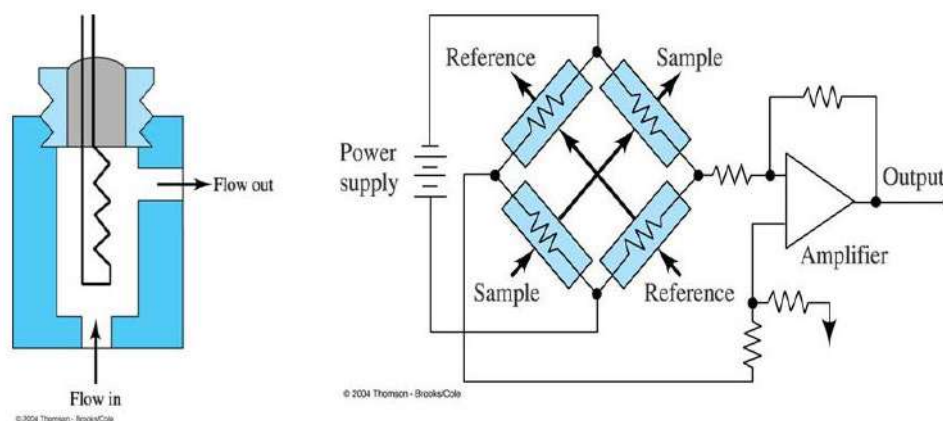 Flow out
Flow in
© 2004 Thomson - Brooks/Cole
Reference
Sample
Power
supply
Output
Amplifier
Sample
Reference
© 2004 Thomson - Brooks/Cole